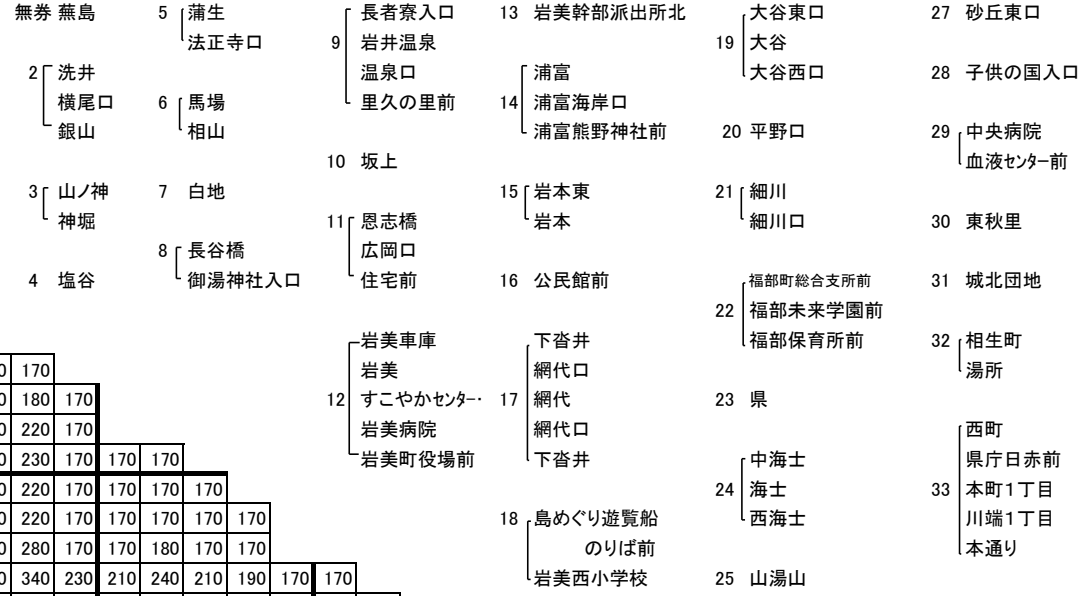 無券 蕪島
2 洗井
横尾口
銀山
3 山ノ神
神堀
4 塩谷
5 蒲生
法正寺口
6 馬場
相山
7 白地
8 長谷橋
御湯神社入口
長者寮入口
9 岩井温泉
温泉口
里久の里前
10 坂上
11 恩志橋
広岡口
住宅前
岩美車庫
岩美
12 すこやかセンター・
岩美病院
岩美町役場前
13 岩美幹部派出所北
浦富
14 浦富海岸口
浦富熊野神社前
15 岩本東
岩本
16 公民館前
下沓井
網代口
17 網代
網代口
下沓井
18 島めぐり遊覧船
のりば前
岩美西小学校
大谷東口
19 大谷
大谷西口
20 平野口
21 細川
細川口
福部町総合支所前
22 福部未来学園前
福部保育所前
23 県
中海士
24 海士
西海士
25 山湯山
27 砂丘東口
28 子供の国入口
29 中央病院
血液センター前
30 東秋里
31 城北団地
32 相生町
湯所
西町
県庁日赤前
33 本町1丁目
川端1丁目
本通り
0 170
0 180 170
0 220 170
0 230 170 170 170
0 220 170 170 170 170
0 220 170 170 170 170 170
0 280 170 170 180 170 170
0 340 230 210 240 210 190 170 170